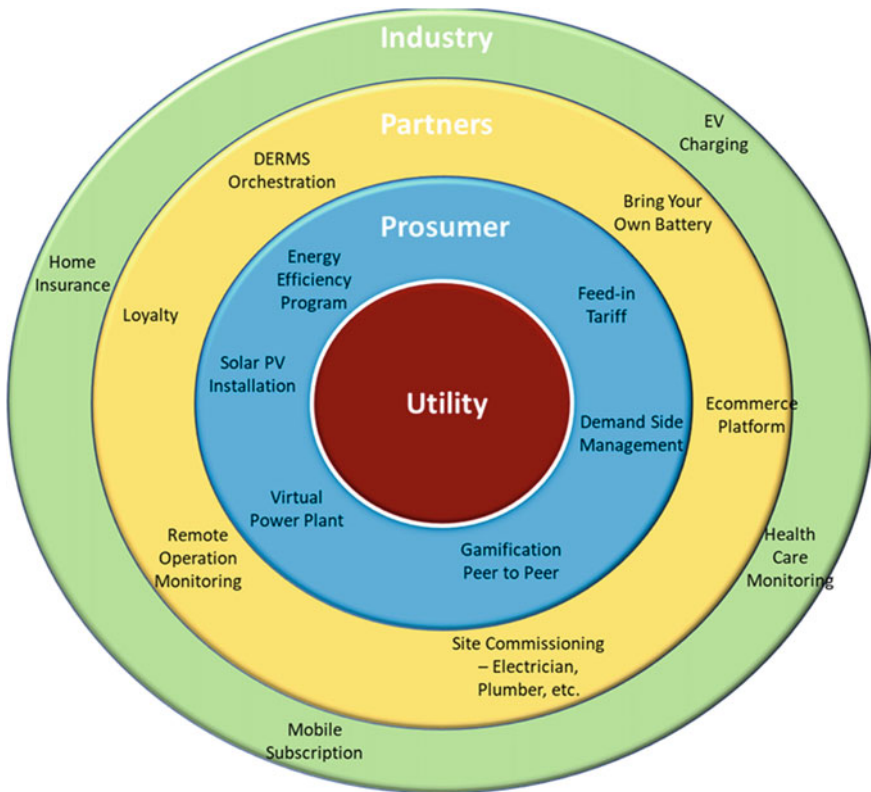 Industry
EV
Charging
Partners
DERMS
Orchestration
Bring Your
Own Battery
Prosumer
Energy
Efficiency
Program
Home
Insurance
Feed-in
Tariff
Loyalty
Solar PV
Installation
Utility
Ecommerce
Platform
Demand Side
Management
Virtual
Power Plant
Remote
Operation
Monitoring
Gamification
Peer to Peer
Health
Care
Monitoring
Site Commissioning
– Electrician,
Plumber, etc.
Mobile
Subscription